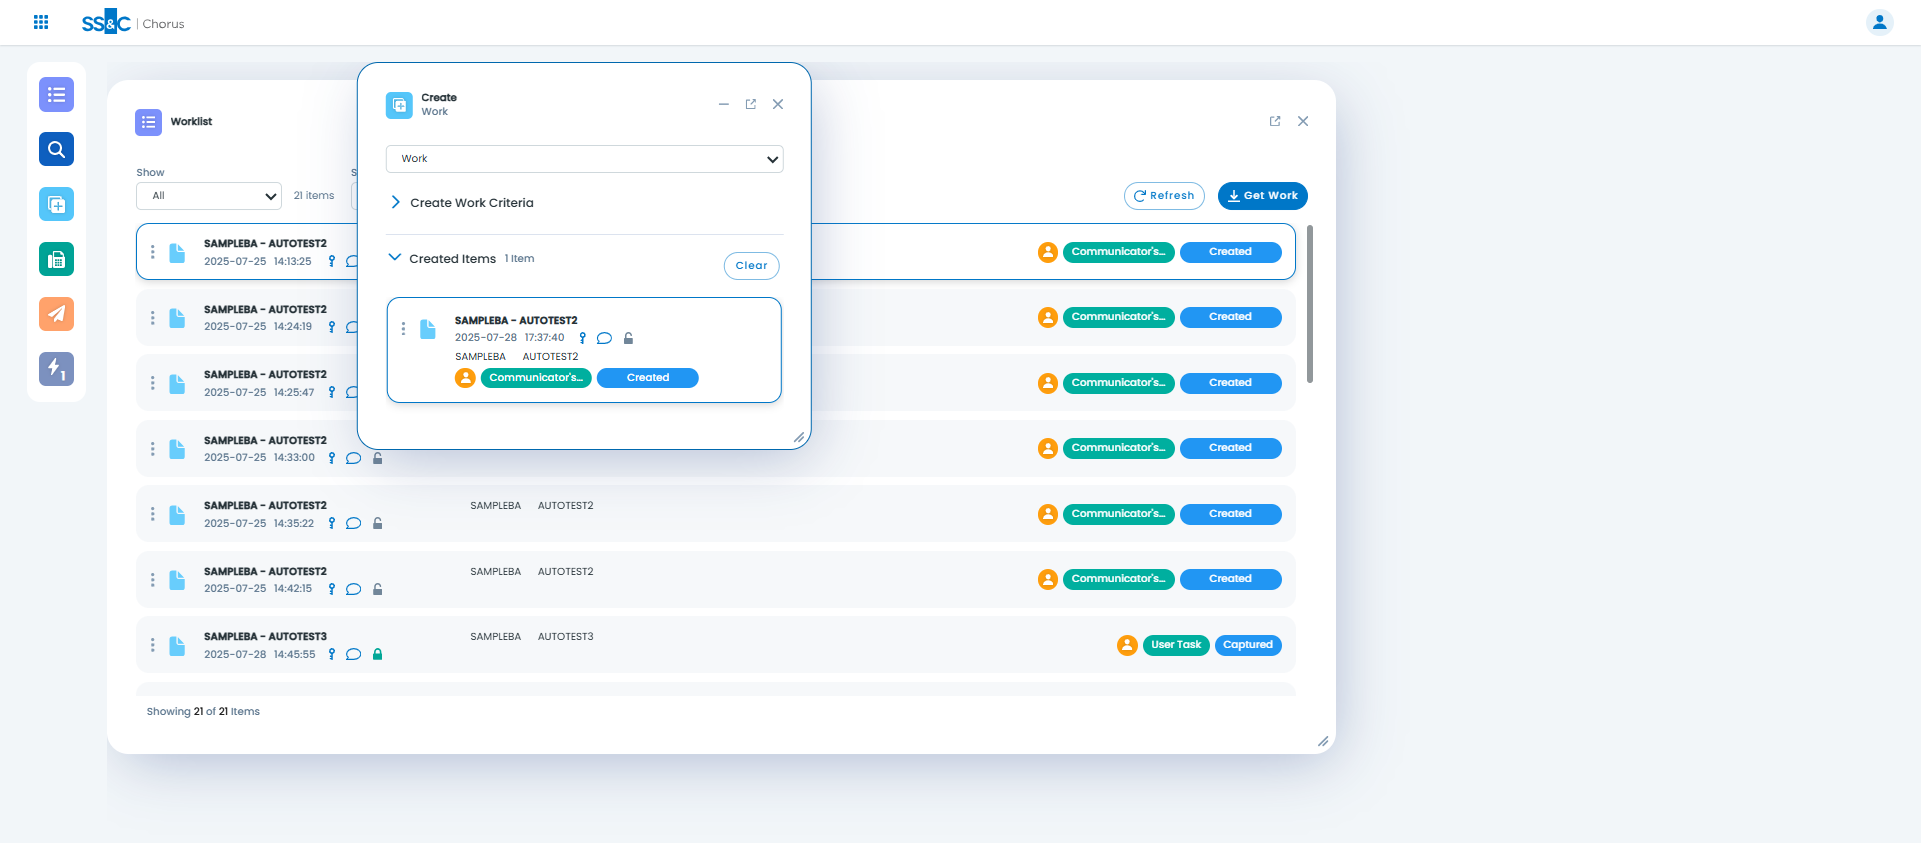 SS&C | Chorus
Worklist
Show
All
21 items
S
Refresh
Get Work
SAMPLEBA - AUTOTEST2
2025-07-25 14:13:25
Communicator's...
Created
SAMPLEBA - AUTOTEST2
2025-07-25 14:24:19
Communicator's...
Created
SAMPLEBA - AUTOTEST2
2025-07-25 14:25:47
Communicator's...
Created
SAMPLEBA - AUTOTEST2
2025-07-25 14:33:00
Communicator's...
Created
SAMPLEBA - AUTOTEST2
2025-07-25 14:35:22
SAMPLEBA AUTOTEST2
Communicator's...
Created
SAMPLEBA - AUTOTEST2
2025-07-25 14:42:15
SAMPLEBA AUTOTEST2
Communicator's...
Created
SAMPLEBA - AUTOTEST3
2025-07-28 14:45:55
SAMPLEBA AUTOTEST3
User Task
Captured
Showing 21 of 21 Items
Create
Work
Work
Create Work Criteria
Created Items 1 Item
Clear
SAMPLEBA - AUTOTEST2
2025-07-28 17:37:40
SAMPLEBA AUTOTEST2
Communicator's...
Created
1